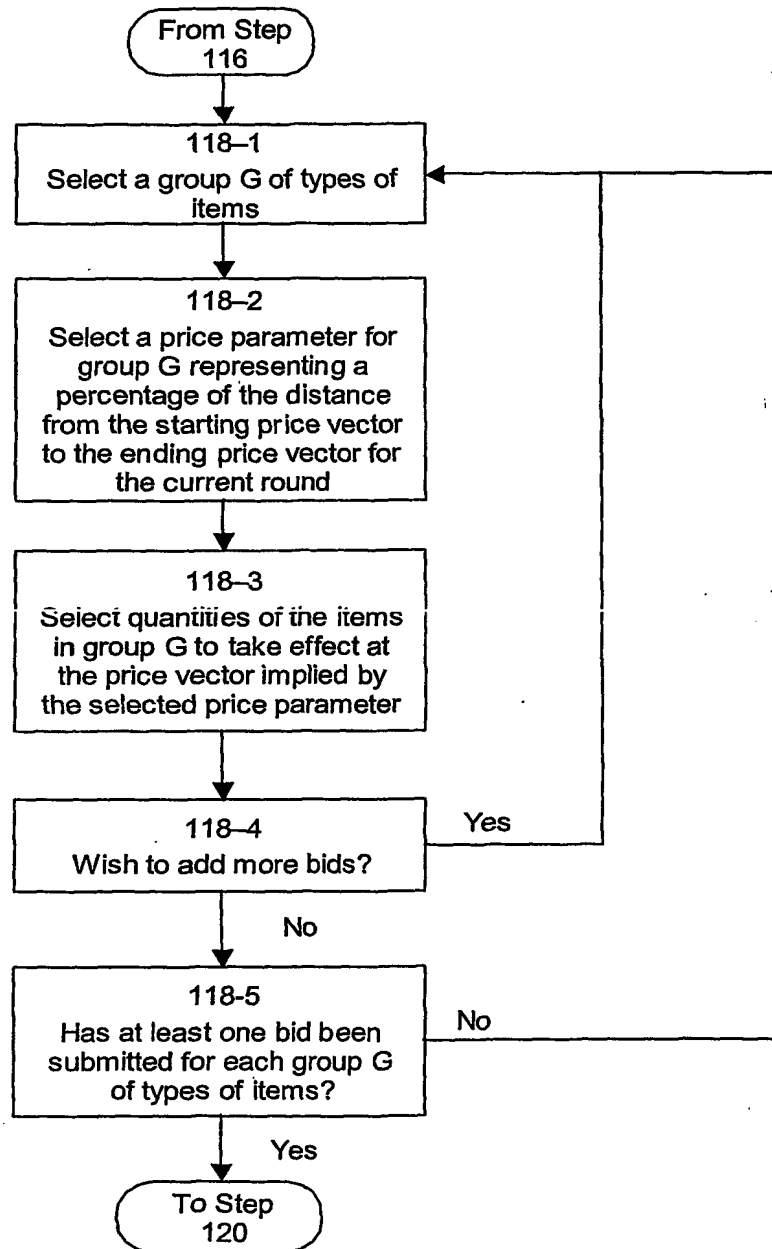 From Step
116
118–1
Select a group G of types of
items
118–2
Select a price parameter for
group G representing a
percentage of the distance
from the starting price vector
to the ending price vector for
the current round
118–3
Select quantities of the items
in group G to take effect at
the price vector implied by
the selected price parameter
118–4
Yes
Wish to add more bids?
No
118-5
Has at least one bid been
No
submitted for each group G
of types of items?
Yes
To Step
120